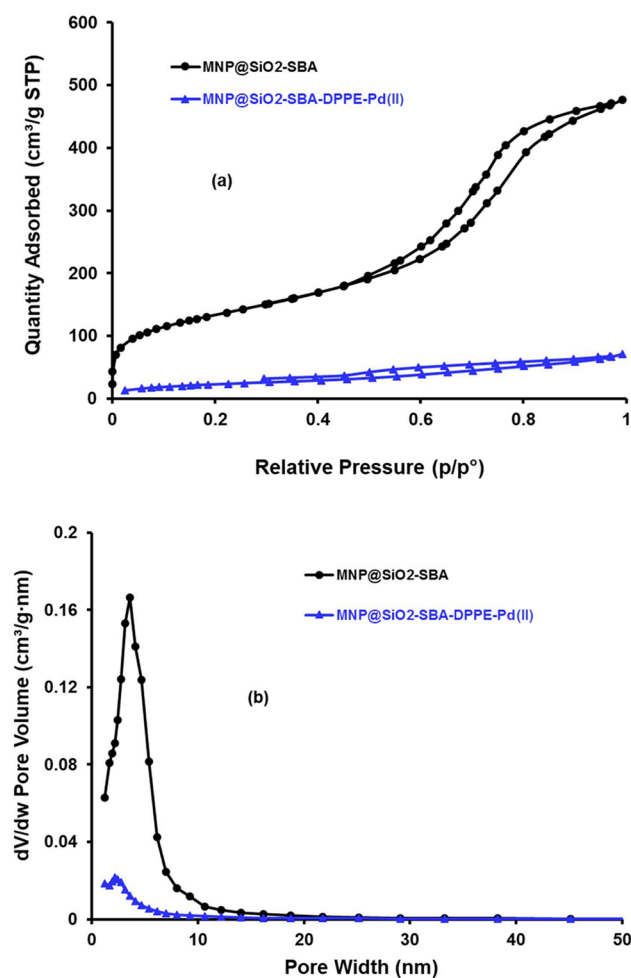 600
MNP@SiO2-SBA
MNP@SiO2-SBA-DPPE-Pd(II)
500
400
(a)
300
200
100
0
0 0.2 0.4 0.6 0.8 1
Quantity Adsorbed (cm³/g STP)
Relative Pressure (p/p°)
0.2
MNP@SiO2-SBA
MNP@SiO2-SBA-DPPE-Pd(II)
0.16
0.12
(b)
0.08
0.04
0
0 10 20 30 40 50
dV/dw Pore Volume (cm³/g·nm)
Pore Width (nm)